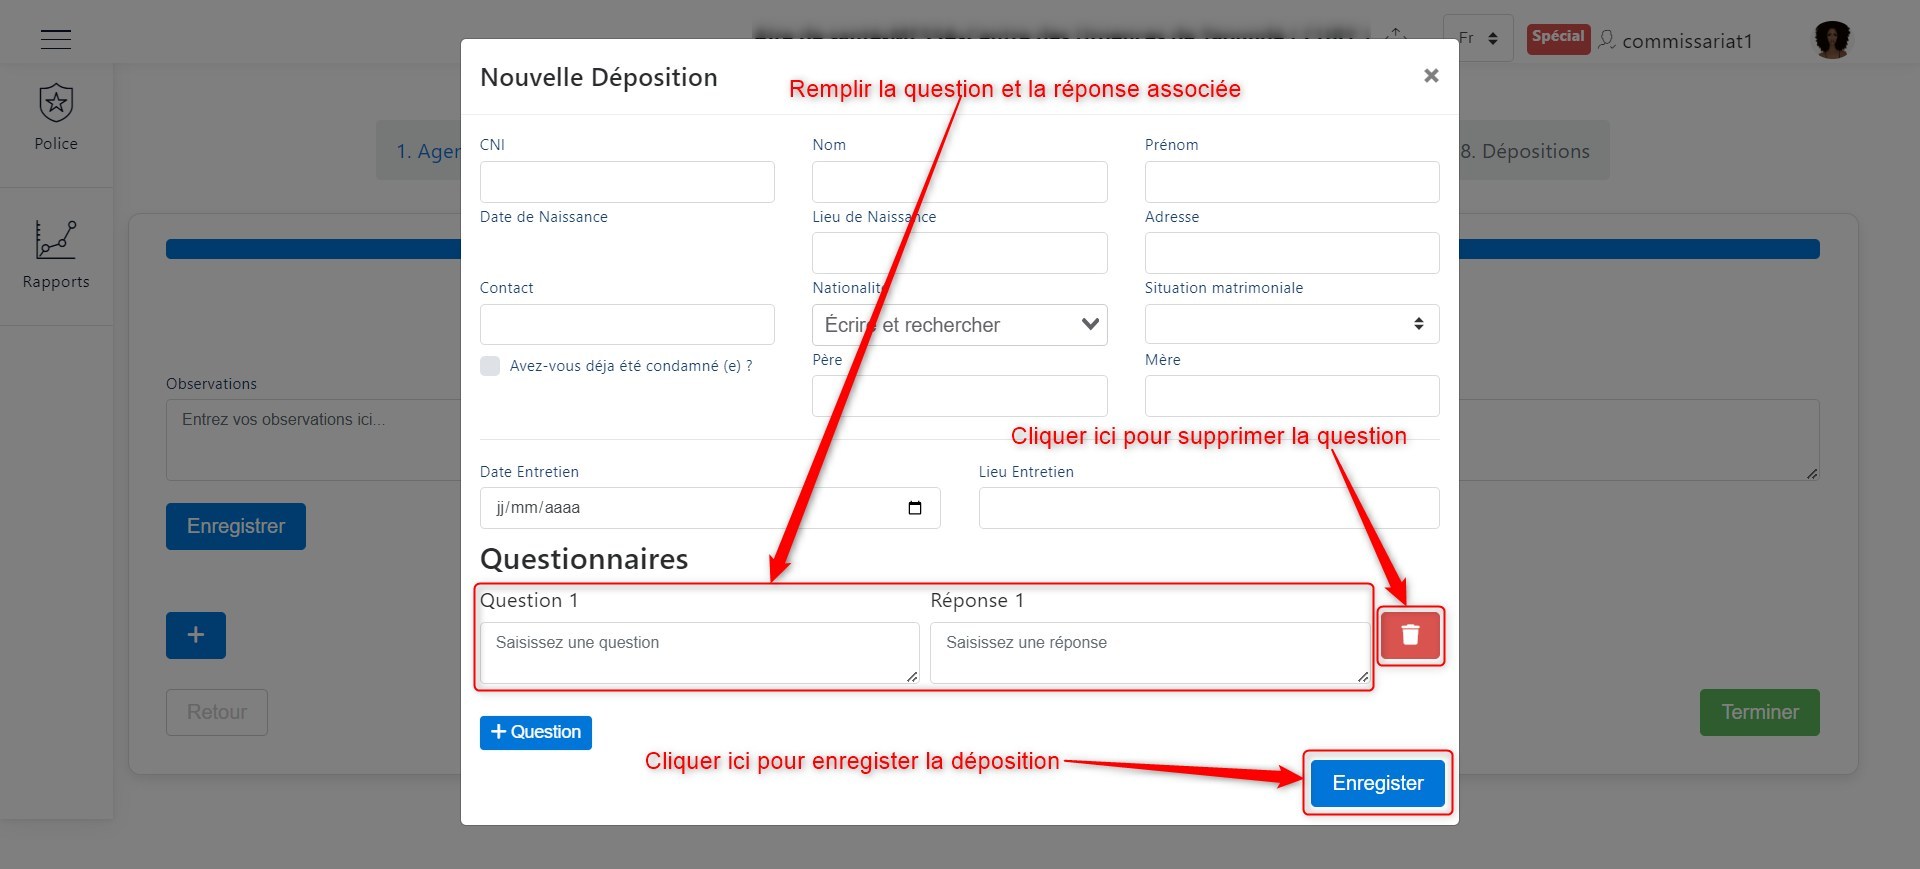 Fr
Spécial
commissariat1
Police
Rapports
1. Agen
8. Dépositions
Observations
Entrez vos observations ici...
Enregistrer
+
Retour
Terminer
Nouvelle Déposition
×
Remplir la question et la réponse associée
CNI
Nom
Prénom
Date de Naissance
Lieu de Naissance
Adresse
Contact
Nationalité
Situation matrimoniale
Écrire et rechercher
Avez-vous déja été condamné (e) ?
Père
Mère
Cliquer ici pour supprimer la question
Date Entretien
Lieu Entretien
jj/mm/aaaa
Questionnaires
Question 1
Réponse 1
Saisissez une question
Saisissez une réponse
+ Question
Cliquer ici pour enregister la déposition
Enregister